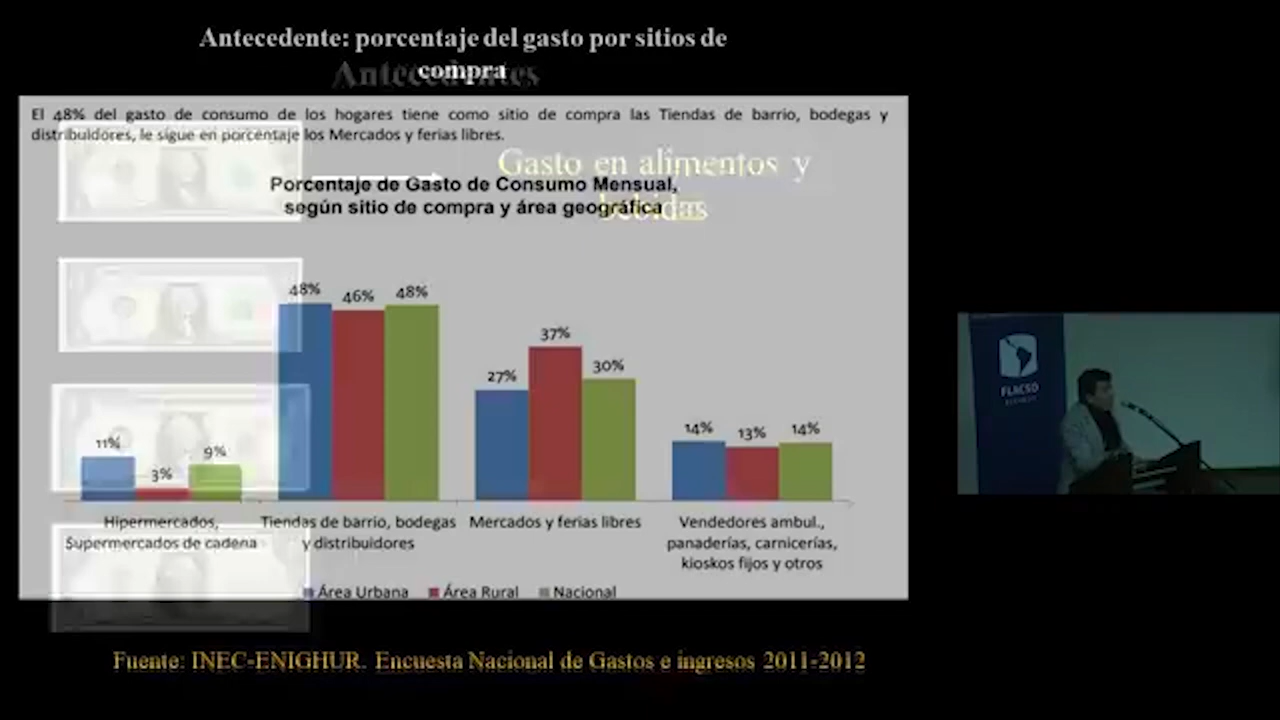 Antecedente: porcentaje del gasto por sitios de
compra
Antecedentes
El 48% del gasto de consumo de los hogares tiene como sitio de compra las Tiendas de barrio, bodegas y
distribuidores, le sigue en porcentaje los Mercados y ferias libres.
Gasto en alimentos y
bebidas
Porcentaje de Gasto de Consumo Mensual,
según sitio de compra y área geográfica
48% 46% 48%
37%
27% 30%
11% 3% 9%
14% 13% 14%
Hipermercados,
Supermercados de cadena
Tiendas de barrio, bodegas
y distribuidores
Mercados y ferias libres
Vendedores ambul.,
panaderías, carnicerías,
kioskos fijos y otros
Área Urbana Área Rural Nacional
Fuente: INEC-ENIGHUR. Encuesta Nacional de Gastos e ingresos 2011-2012
FLACSO